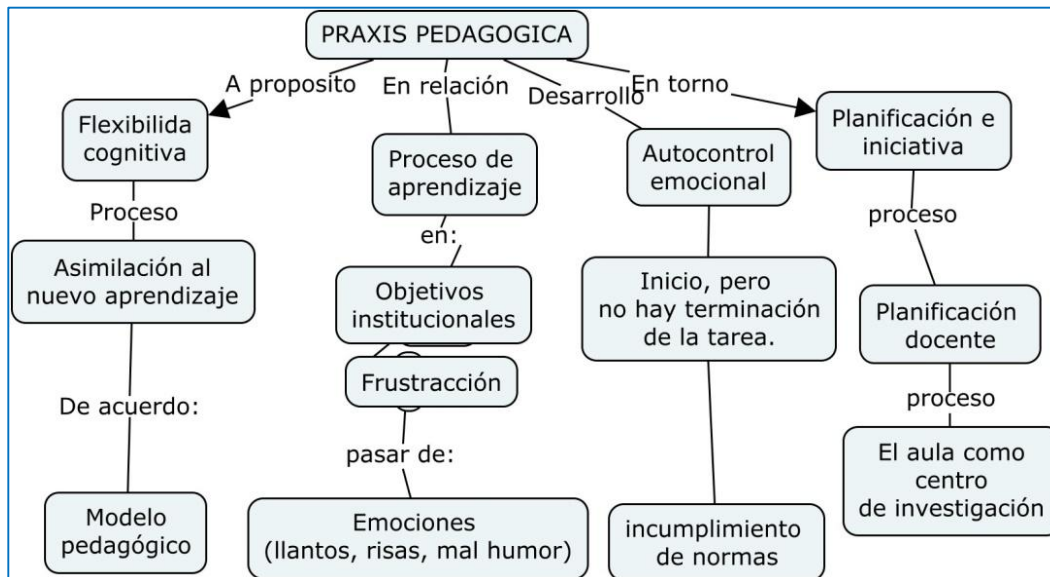 PRAXIS PEDAGOGICA
A proposito
En relación
Desarrollo
En torno
Flexibilida
cognitiva
Proceso de
aprendizaje
Autocontrol
emocional
Planificación e
iniciativa
Proceso
en:
proceso
Asimilación al
nuevo aprendizaje
Objetivos
institucionales
Inicio, pero
no hay terminación
de la tarea.
Planificación
docente
Frustracción
De acuerdo:
pasar de:
proceso
El aula como
centro
de investigación
Modelo
pedagógico
Emociones
(llantos, risas, mal humor)
incumplimiento
de normas